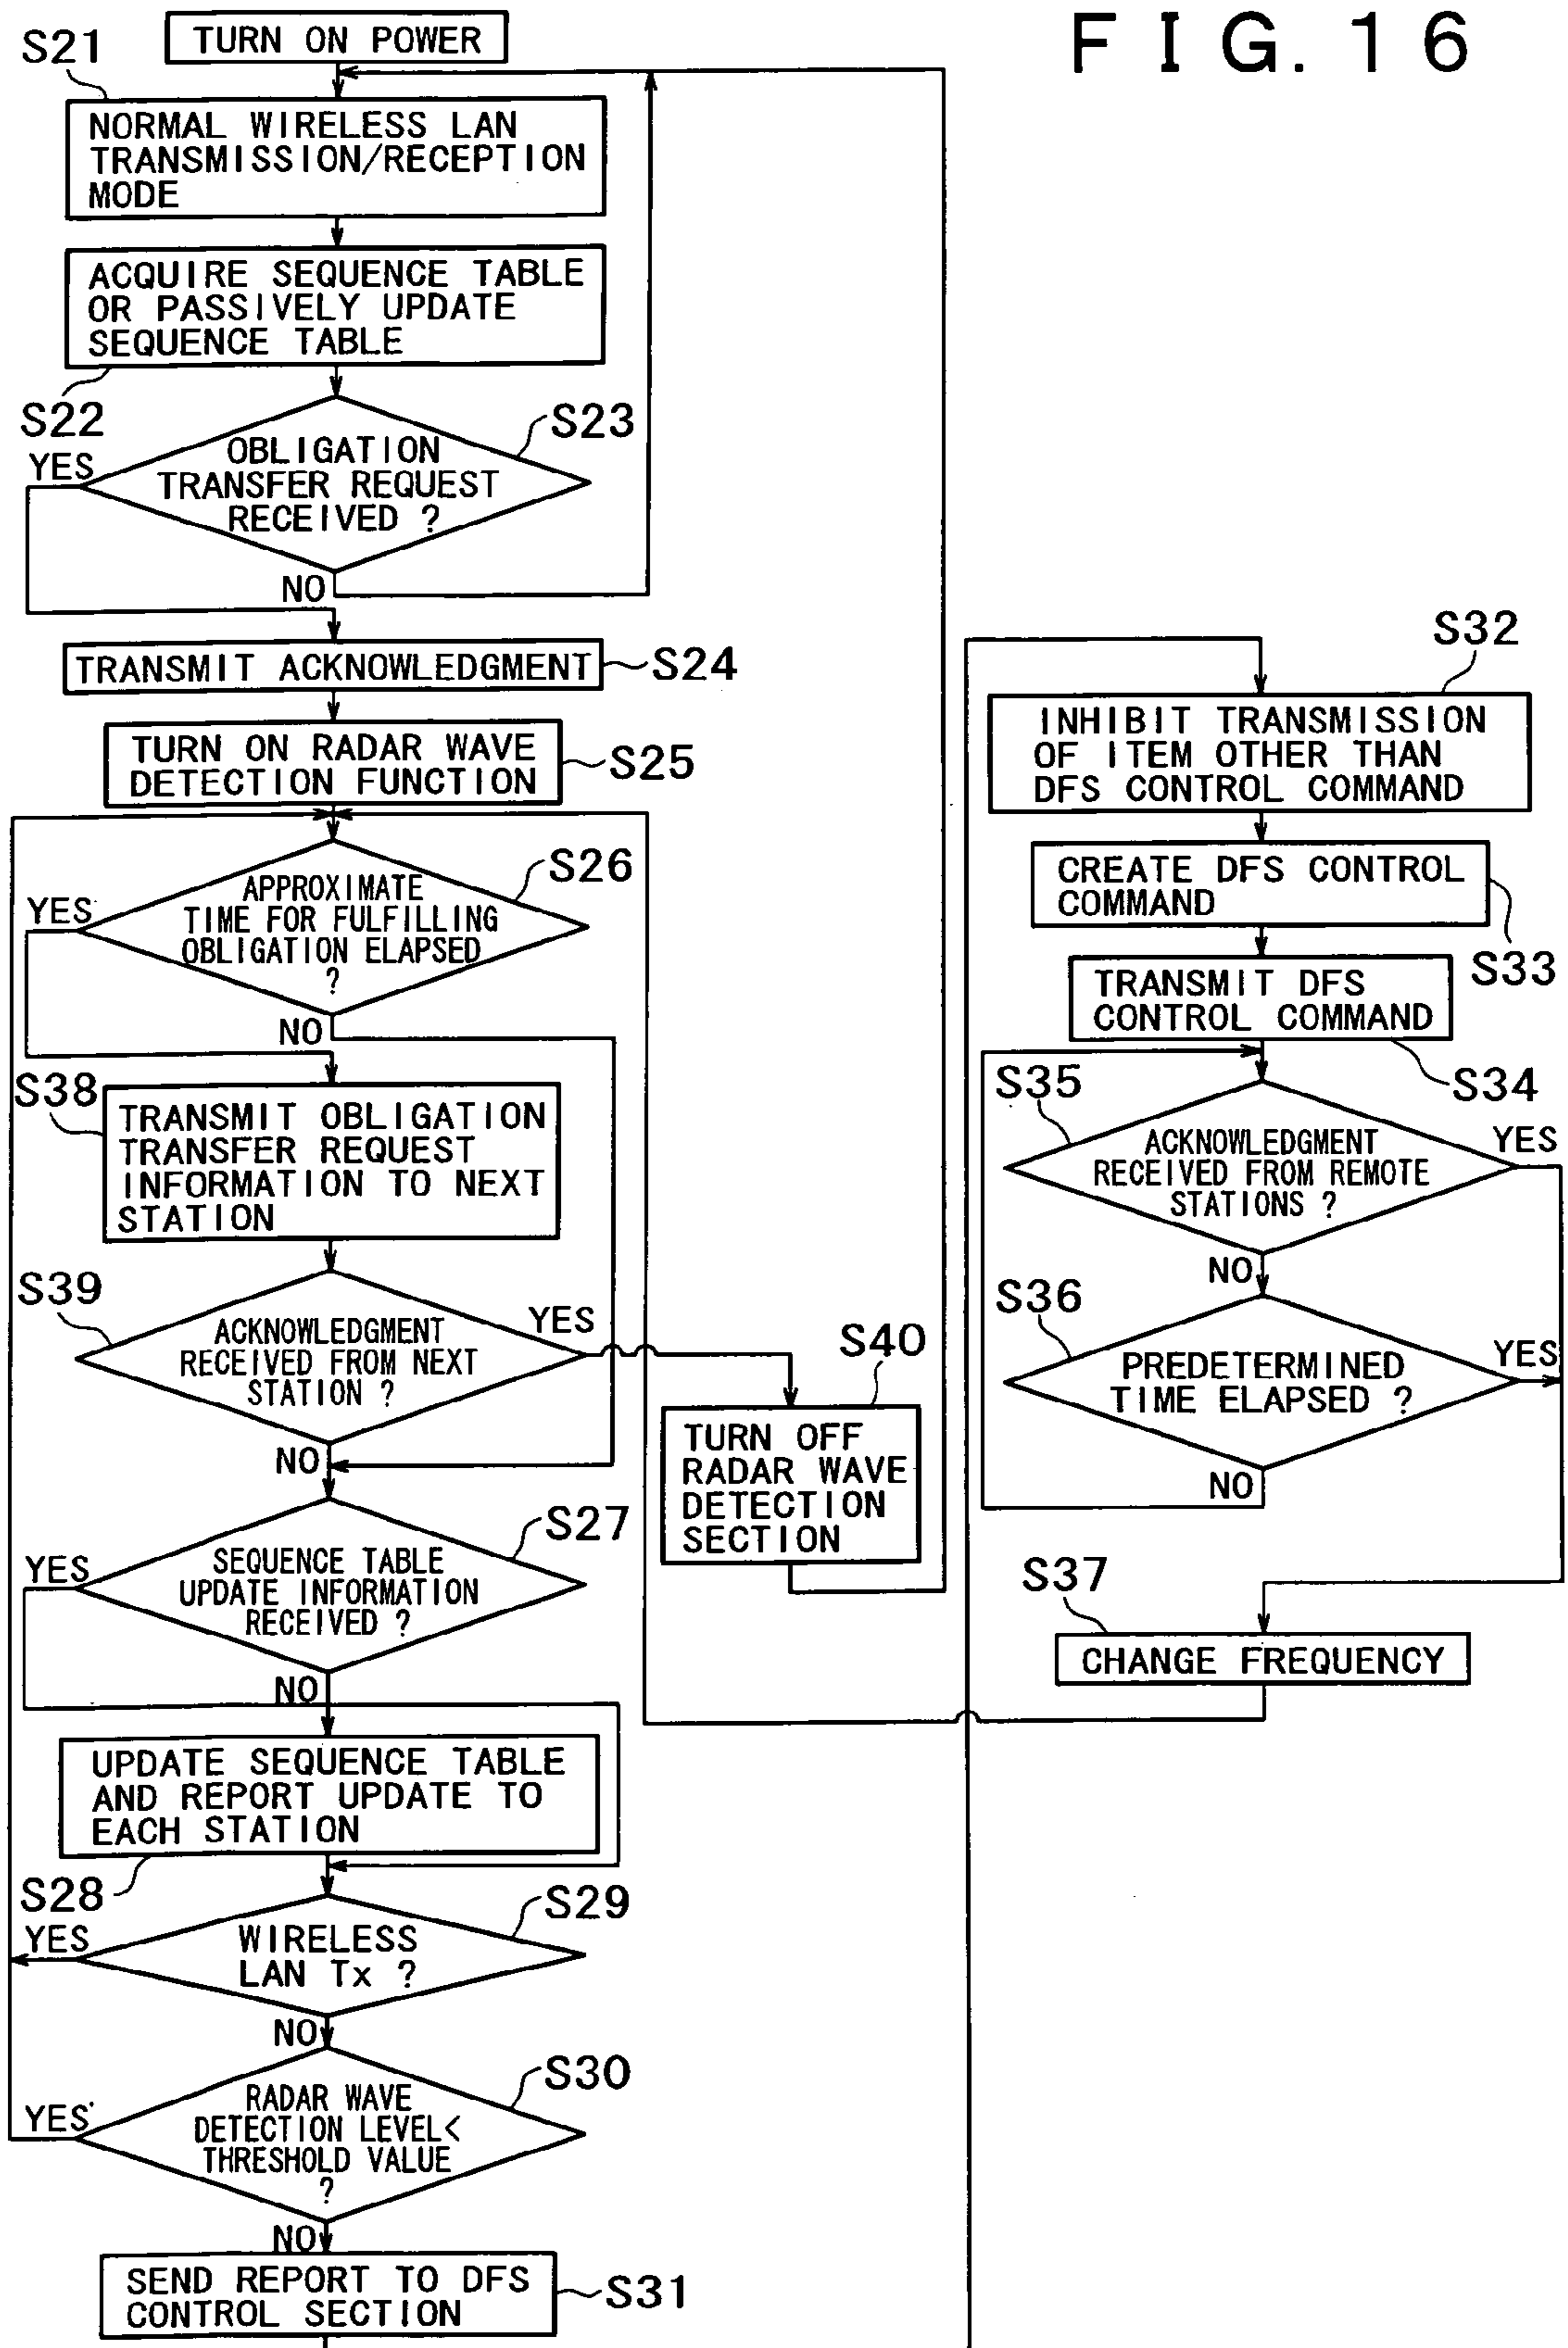 FIG. 16
TURN ON POWER
S21
NORMAL WIRELESS LAN
TRANSMISSION/RECEPTION
MODE
ACQUIRE SEQUENCE TABLE
OR PASSIVELY UPDATE
SEQUENCE TABLE
S22
S23
OBLIGATION
TRANSFER REQUEST
RECEIVED ?
YES
NO
TRANSMIT ACKNOWLEDGMENT
S24
TURN ON RADAR WAVE
DETECTION FUNCTION
S25
S26
APPROXIMATE
TIME FOR FULFILLING
OBLIGATION ELAPSED
?
YES
NO
S38
TRANSMIT OBLIGATION
TRANSFER REQUEST
INFORMATION TO NEXT
STATION
S39
ACKNOWLEDGMENT
RECEIVED FROM NEXT
STATION ?
YES
NO
S40
TURN OFF
RADAR WAVE
DETECTION
SECTION
S27
SEQUENCE TABLE
UPDATE INFORMATION
RECEIVED ?
YES
NO
UPDATE SEQUENCE TABLE
AND REPORT UPDATE TO
EACH STATION
S28
S29
WIRELESS
LAN Tx ?
YES
NO
S30
RADAR WAVE
DETECTION LEVEL<
THRESHOLD VALUE
?
YES
NO
SEND REPORT TO DFS
CONTROL SECTION
S31
S32
INHIBIT TRANSMISSION
OF ITEM OTHER THAN
DFS CONTROL COMMAND
CREATE DFS CONTROL
COMMAND
S33
TRANSMIT DFS
CONTROL COMMAND
S34
S35
ACKNOWLEDGMENT
RECEIVED FROM REMOTE
STATIONS ?
YES
NO
S36
PREDETERMINED
TIME ELAPSED ?
YES
NO
S37
CHANGE FREQUENCY